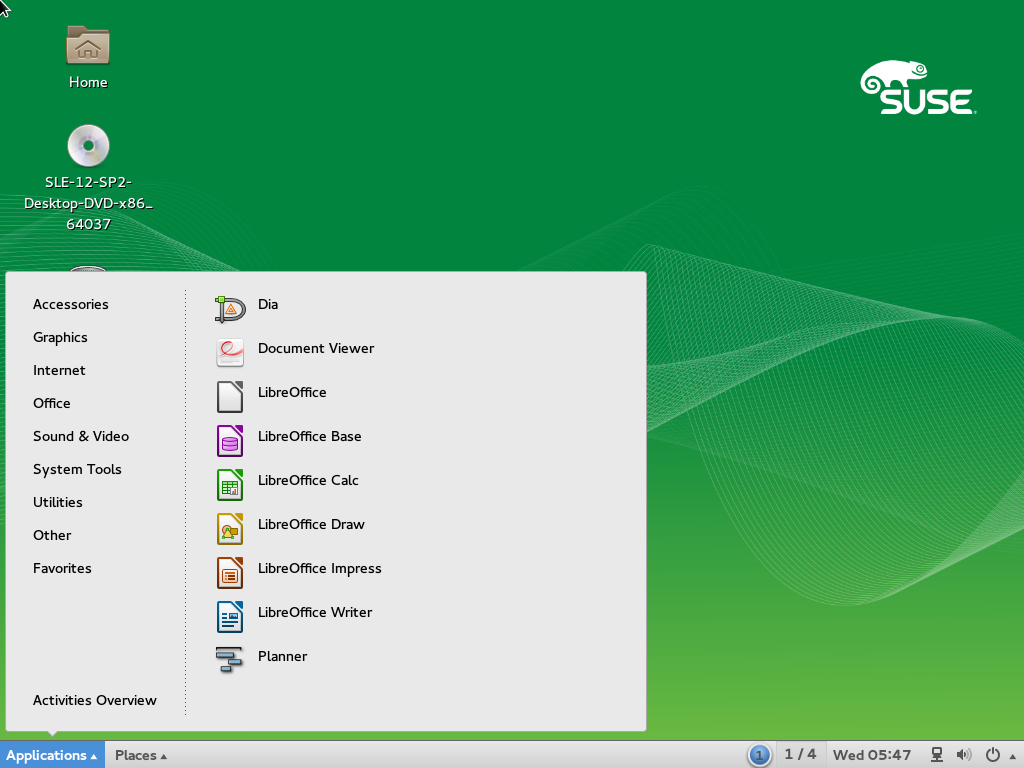 Home
SUSE
SLE-12-SP2-
Desktop-DVD-x86_
64037
Accessories
Graphics
Internet
Office
Sound & Video
System Tools
Utilities
Other
Favorites
Activities Overview
Dia
Document Viewer
LibreOffice
LibreOffice Base
LibreOffice Calc
LibreOffice Draw
LibreOffice Impress
LibreOffice Writer
Planner
Applications
Places
1
1 / 4
Wed 05:47